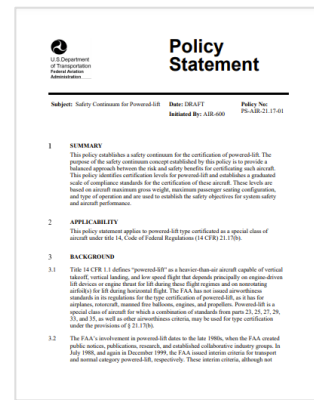 Policy
Statement
U.S. Department
of Transportation
Federal Aviation
Administration
Subject: Safety Continuum for Powered-lift
Date: DRAFT
Policy No:
Initiated By: AIR-600
PS-AIR-21.17-01
1 SUMMARY
This policy establishes a safety continuum for the certification of powered-lift. The
purpose of the safety continuum concept established by this policy is to provide a
balanced approach between the risk and safety benefits for certificating such aircraft.
This policy identifies certification levels for powered-lift and establishes a graduated
scale of compliance standards for the certification of these aircraft. These levels are
based on aircraft maximum gross weight, maximum passenger seating configuration,
and type of operation and are used to establish the safety objectives for system safety
and aircraft performance.
2 APPLICABILITY
This policy statement applies to powered-lift type certificated as a special class of
aircraft under title 14, Code of Federal Regulations (14 CFR) 21.17(b).
3 BACKGROUND
3.1 Title 14 CFR 1.1 defines “powered-lift” as a heavier-than-air aircraft capable of vertical
takeoff, vertical landing, and low speed flight that depends principally on engine-driven
lift devices or engine thrust for lift during these flight regimes and on nonrotating
airfoil(s) for lift during horizontal flight. The FAA has not issued airworthiness
standards in its regulations for the type certification of powered-lift, as it has for
airplanes, rotorcraft, manned free balloons, engines, and propellers. Powered-lift is a
special class of aircraft for which a combination of standards from parts 23, 25, 27, 29,
33, and 35, as well as other airworthiness criteria, may be used for type certification
under the provisions of § 21.17(b).
3.2 The FAA’s involvement in powered-lift dates to the late 1980s, when the FAA created
public notices, publications, research, and established collaborative industry groups. In
July 1988, and again in December 1999, the FAA issued interim criteria for transport
and normal category powered-lift, respectively. These interim criteria, although not